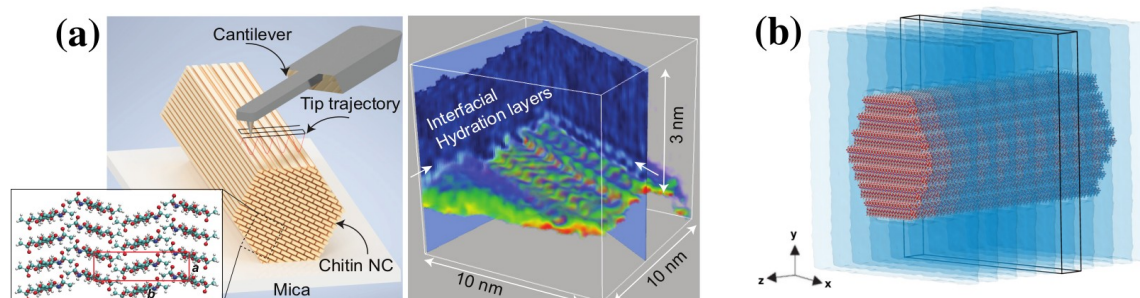 (a)
Cantilever
Tip trajectory
Chitin NC
Mica
a
b
Interfacial
Hydration layers
3 nm
10 nm
10 nm
(b)
y
z
x